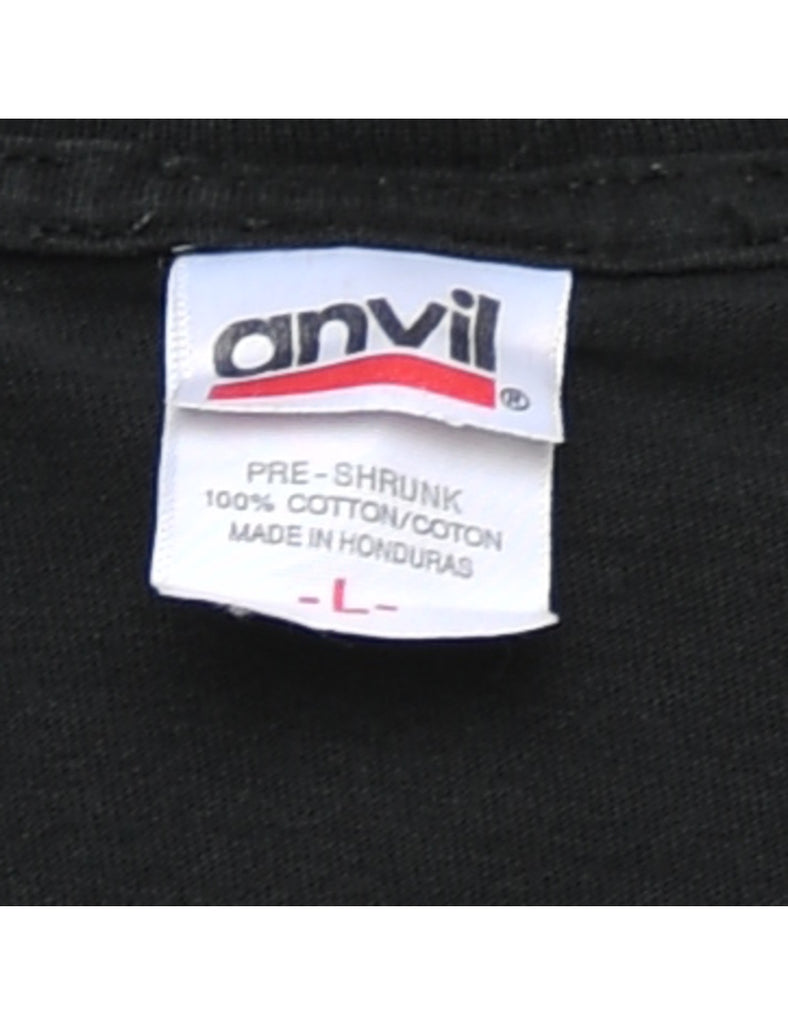 anvil®
PRE-SHRUNK
100% COTTON/COTON
MADE IN HONDURAS
-L-